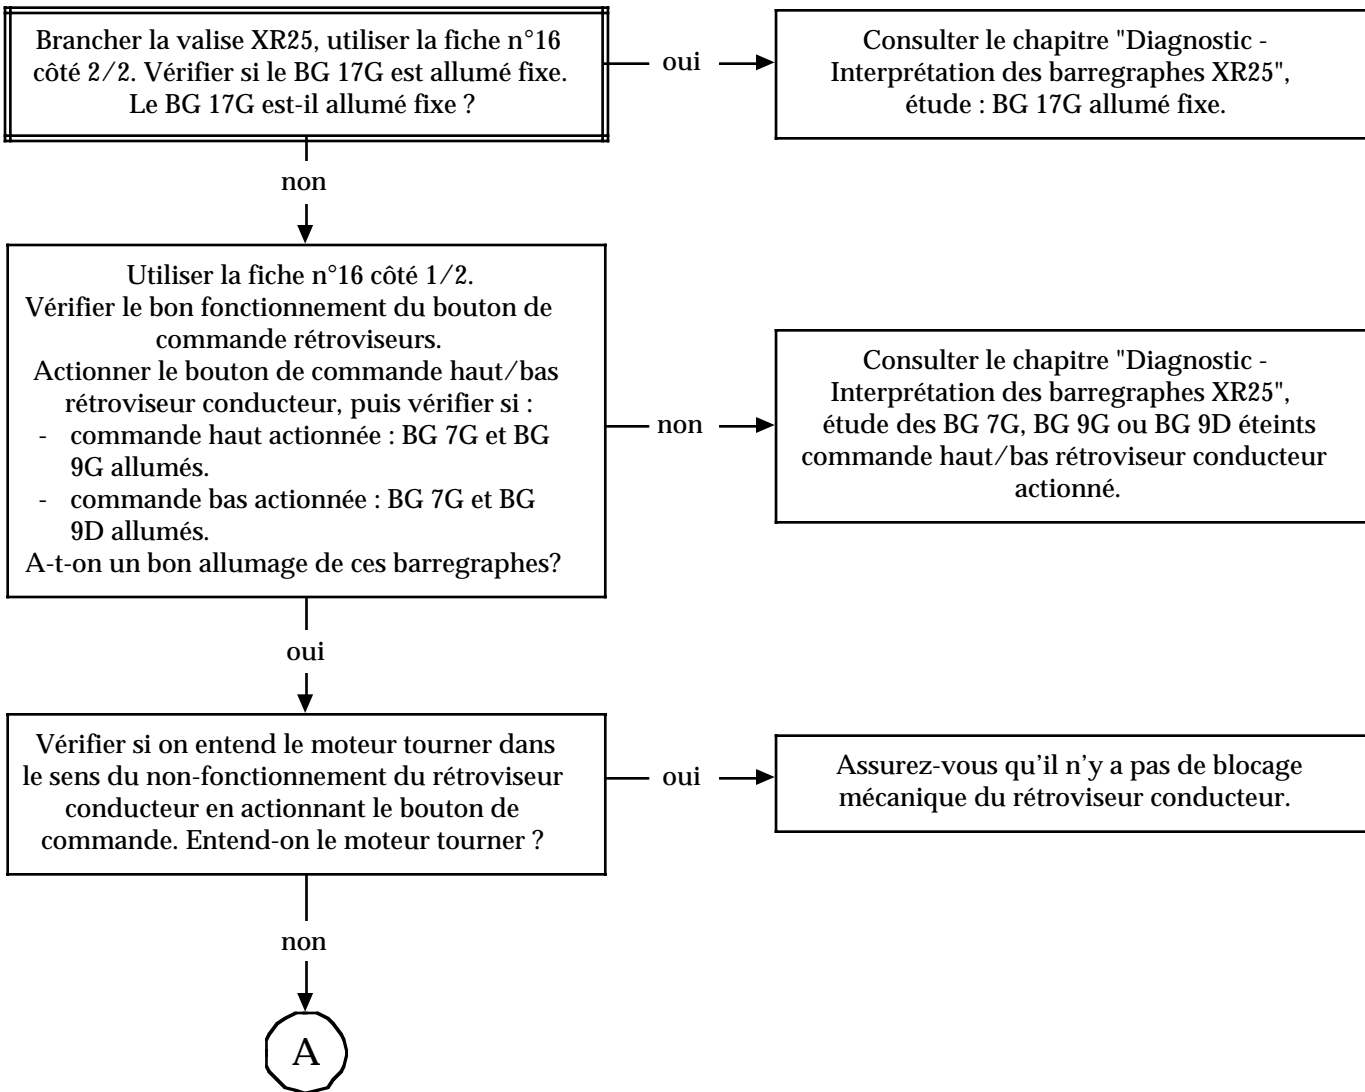 Brancher la valise XR25, utiliser la fiche n°16
côté 2/2. Vérifier si le BG 17G est allumé fixe.
Le BG 17G est-il allumé fixe ?
oui
Consulter le chapitre "Diagnostic -
Interprétation des barregraphes XR25",
étude : BG 17G allumé fixe.
non
Utiliser la fiche n°16 côté 1/2.
Vérifier le bon fonctionnement du bouton de
commande rétroviseurs.
Actionner le bouton de commande haut/bas
rétroviseur conducteur, puis vérifier si :
- commande haut actionnée : BG 7G et BG
9G allumés.
- commande bas actionnée : BG 7G et BG
9D allumés.
A-t-on un bon allumage de ces barregraphes?
non
Consulter le chapitre "Diagnostic -
Interprétation des barregraphes XR25",
étude des BG 7G, BG 9G ou BG 9D éteints
commande haut/bas rétroviseur conducteur
actionné.
oui
Vérifier si on entend le moteur tourner dans
le sens du non-fonctionnement du rétroviseur
conducteur en actionnant le bouton de
commande. Entend-on le moteur tourner ?
oui
Assurez-vous qu'il n'y a pas de blocage
mécanique du rétroviseur conducteur.
non
A